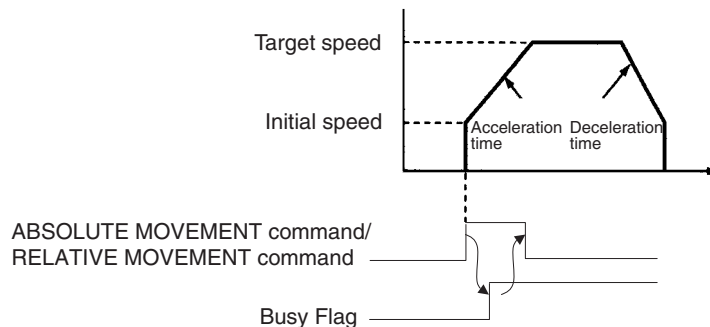 Target speed
Initial speed
Acceleration time
Deceleration time
ABSOLUTE MOVEMENT command/
RELATIVE MOVEMENT command
Busy Flag